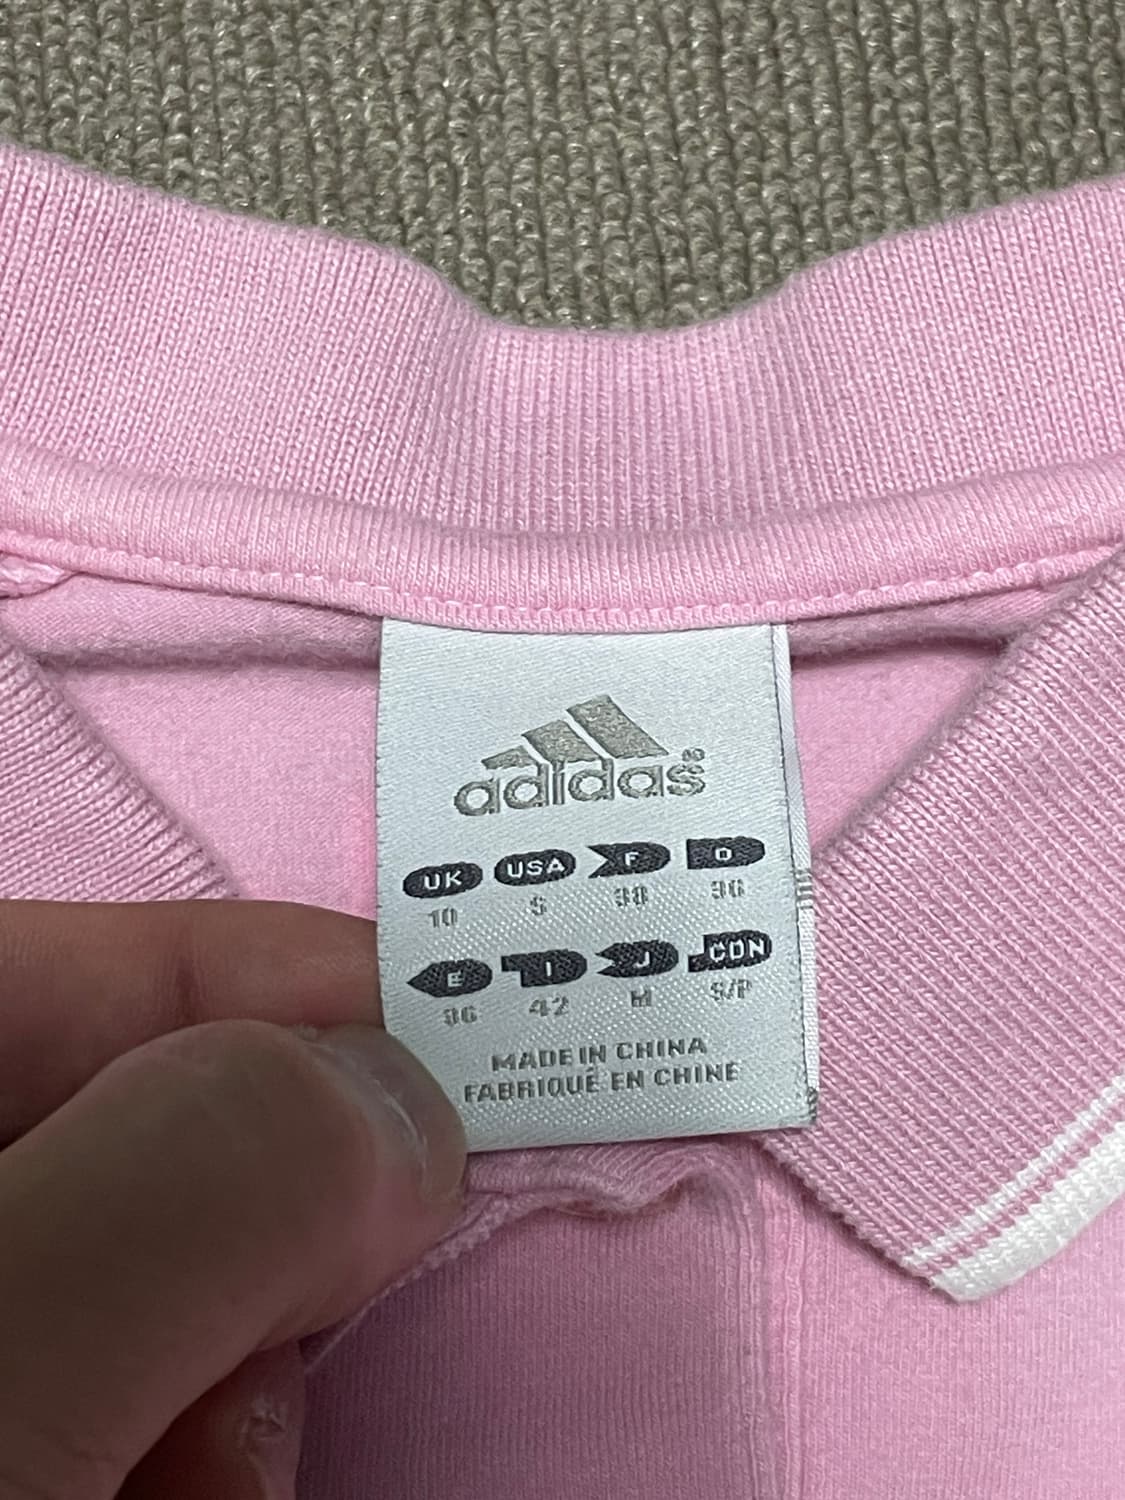 adidas®
UK USA F D
10 S 38 36
E I J CDN
36 42 M S/P
MADE IN CHINA
FABRIQUÉ EN CHINE